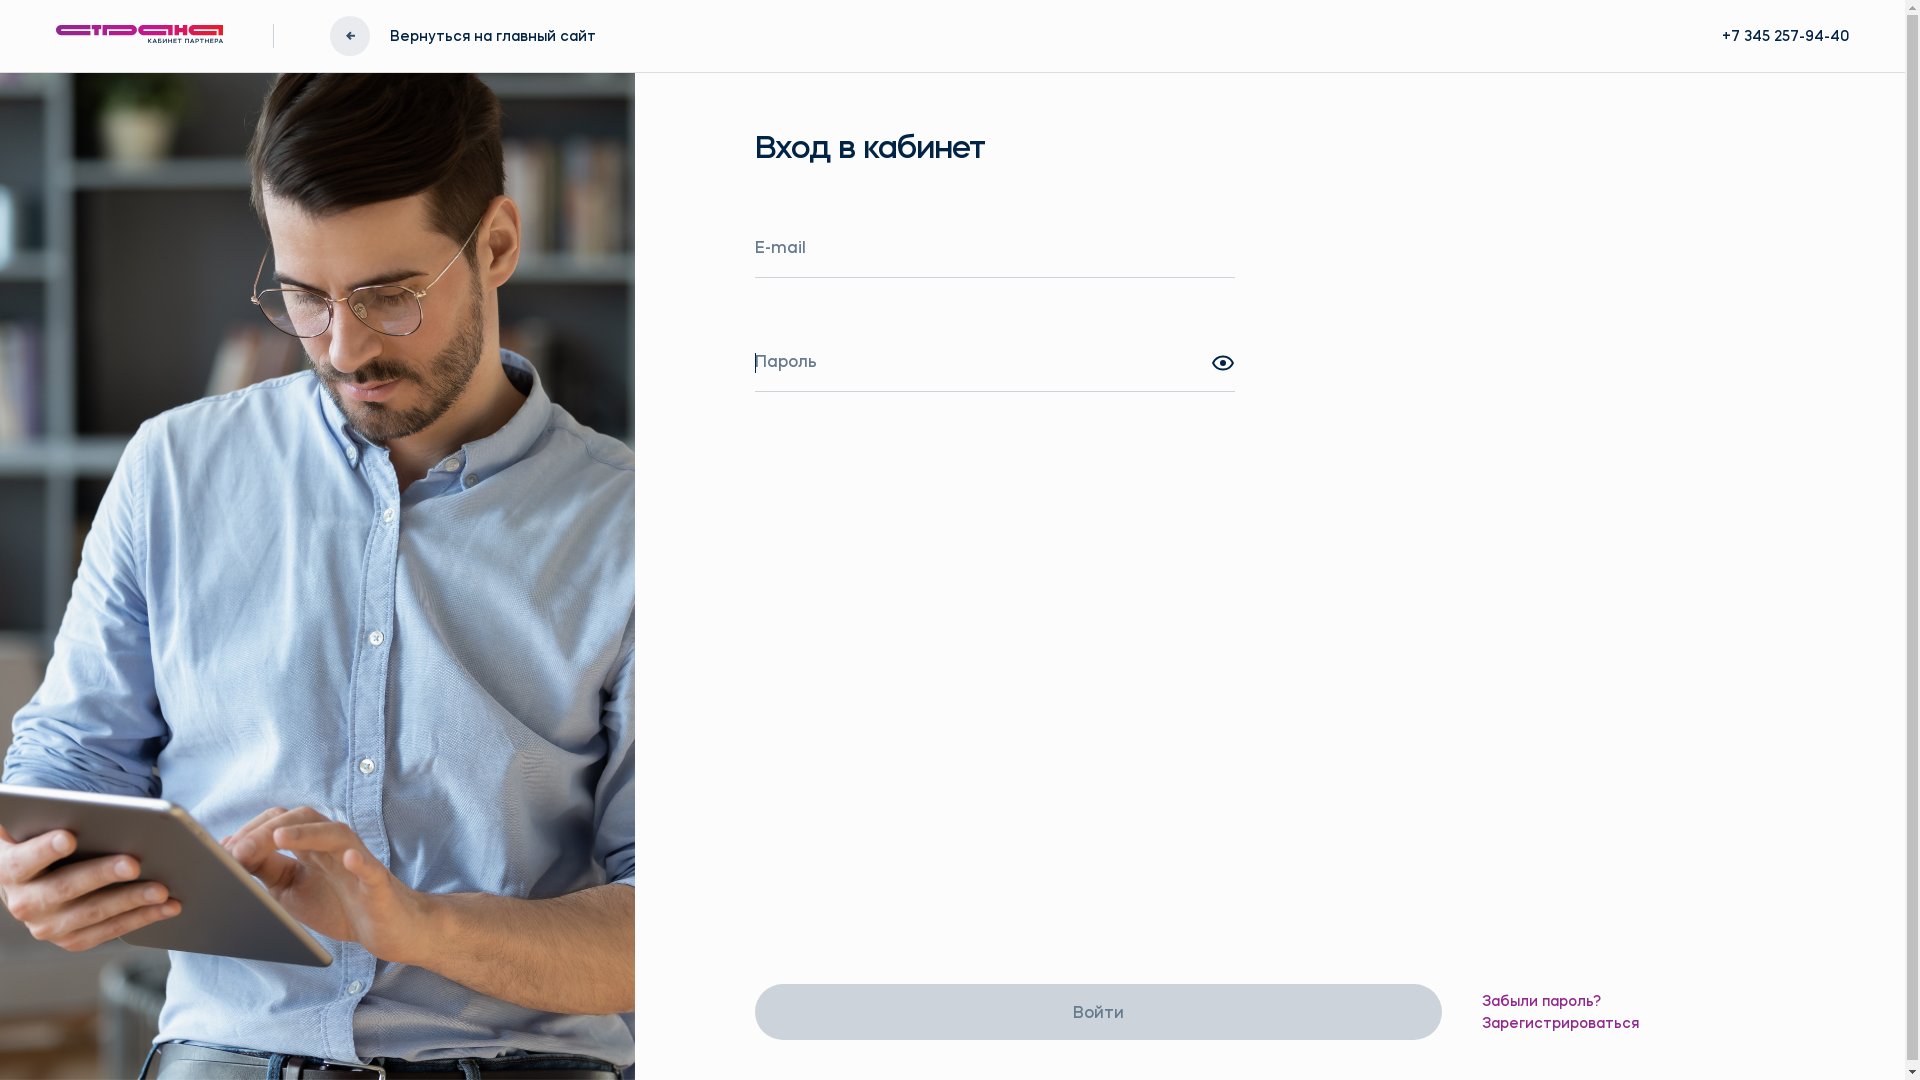 страна
КАБИНЕТ ПАРТНЕРА
Вернуться на главный сайт
+7 345 257-94-40
Вход в кабинет
E-mail
Пароль
Войти
Забыли пароль?
Зарегистрироваться